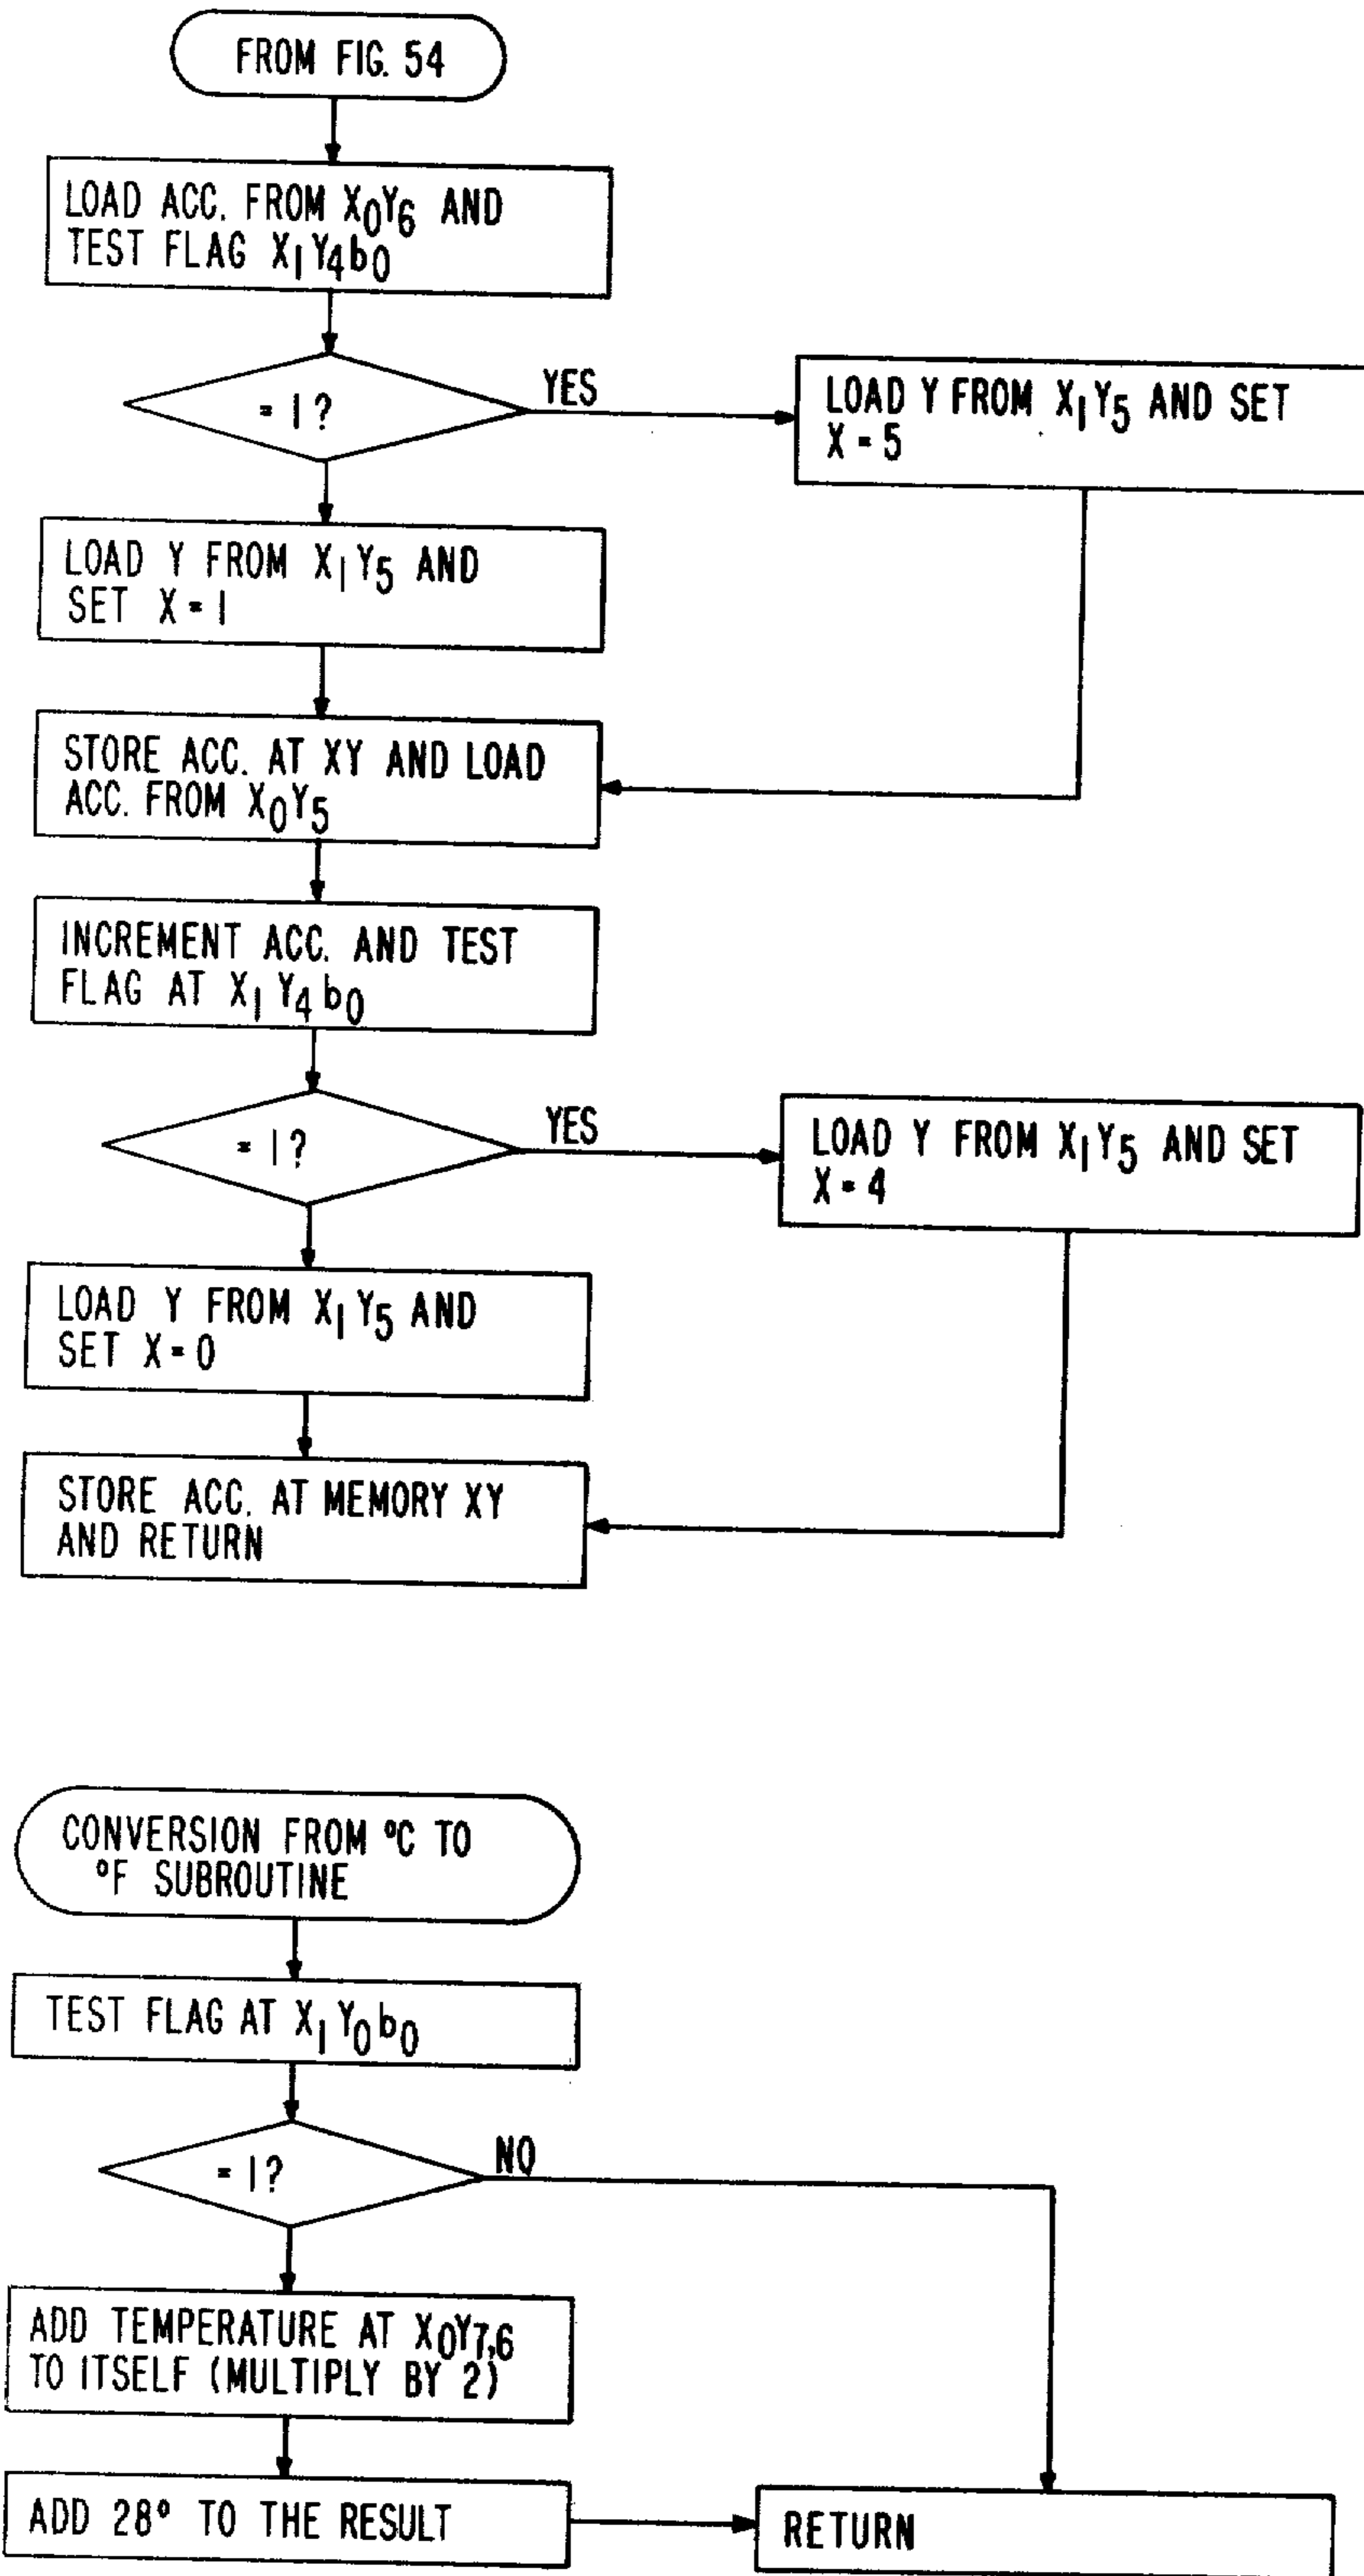 FROM FIG. 54
LOAD ACC. FROM X₀Y₆ AND
TEST FLAG X₁Y₄b₀
= 1?
YES
LOAD Y FROM X₁Y₅ AND SET
X = 5
LOAD Y FROM X₁Y₅ AND
SET X = 1
STORE ACC. AT XY AND LOAD
ACC. FROM X₀Y₅
INCREMENT ACC. AND TEST
FLAG AT X₁Y₄b₀
= 1?
YES
LOAD Y FROM X₁Y₅ AND SET
X = 4
LOAD Y FROM X₁Y₅ AND
SET X = 0
STORE ACC. AT MEMORY XY
AND RETURN
CONVERSION FROM °C TO
°F SUBROUTINE
TEST FLAG AT X₁Y₀b₀
= 1?
NO
ADD TEMPERATURE AT X₀Y₇,₆
TO ITSELF (MULTIPLY BY 2)
ADD 28° TO THE RESULT
RETURN